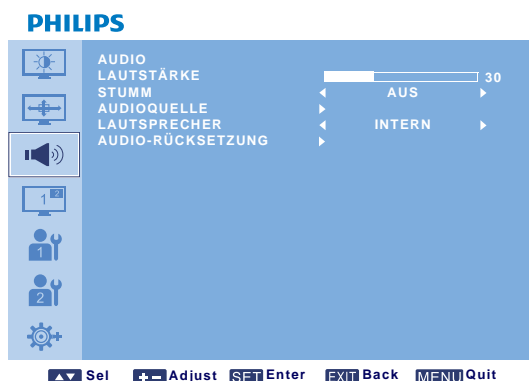 PHILIPS
AUDIO
LAUTSTÄRKE 30
STUMM AUS
AUDIOQUELLE
LAUTSPRECHER INTERN
AUDIO-RÜCKSETZUNG
1 2
1
2
Sel Adjust SET Enter EXIT Back MENU Quit